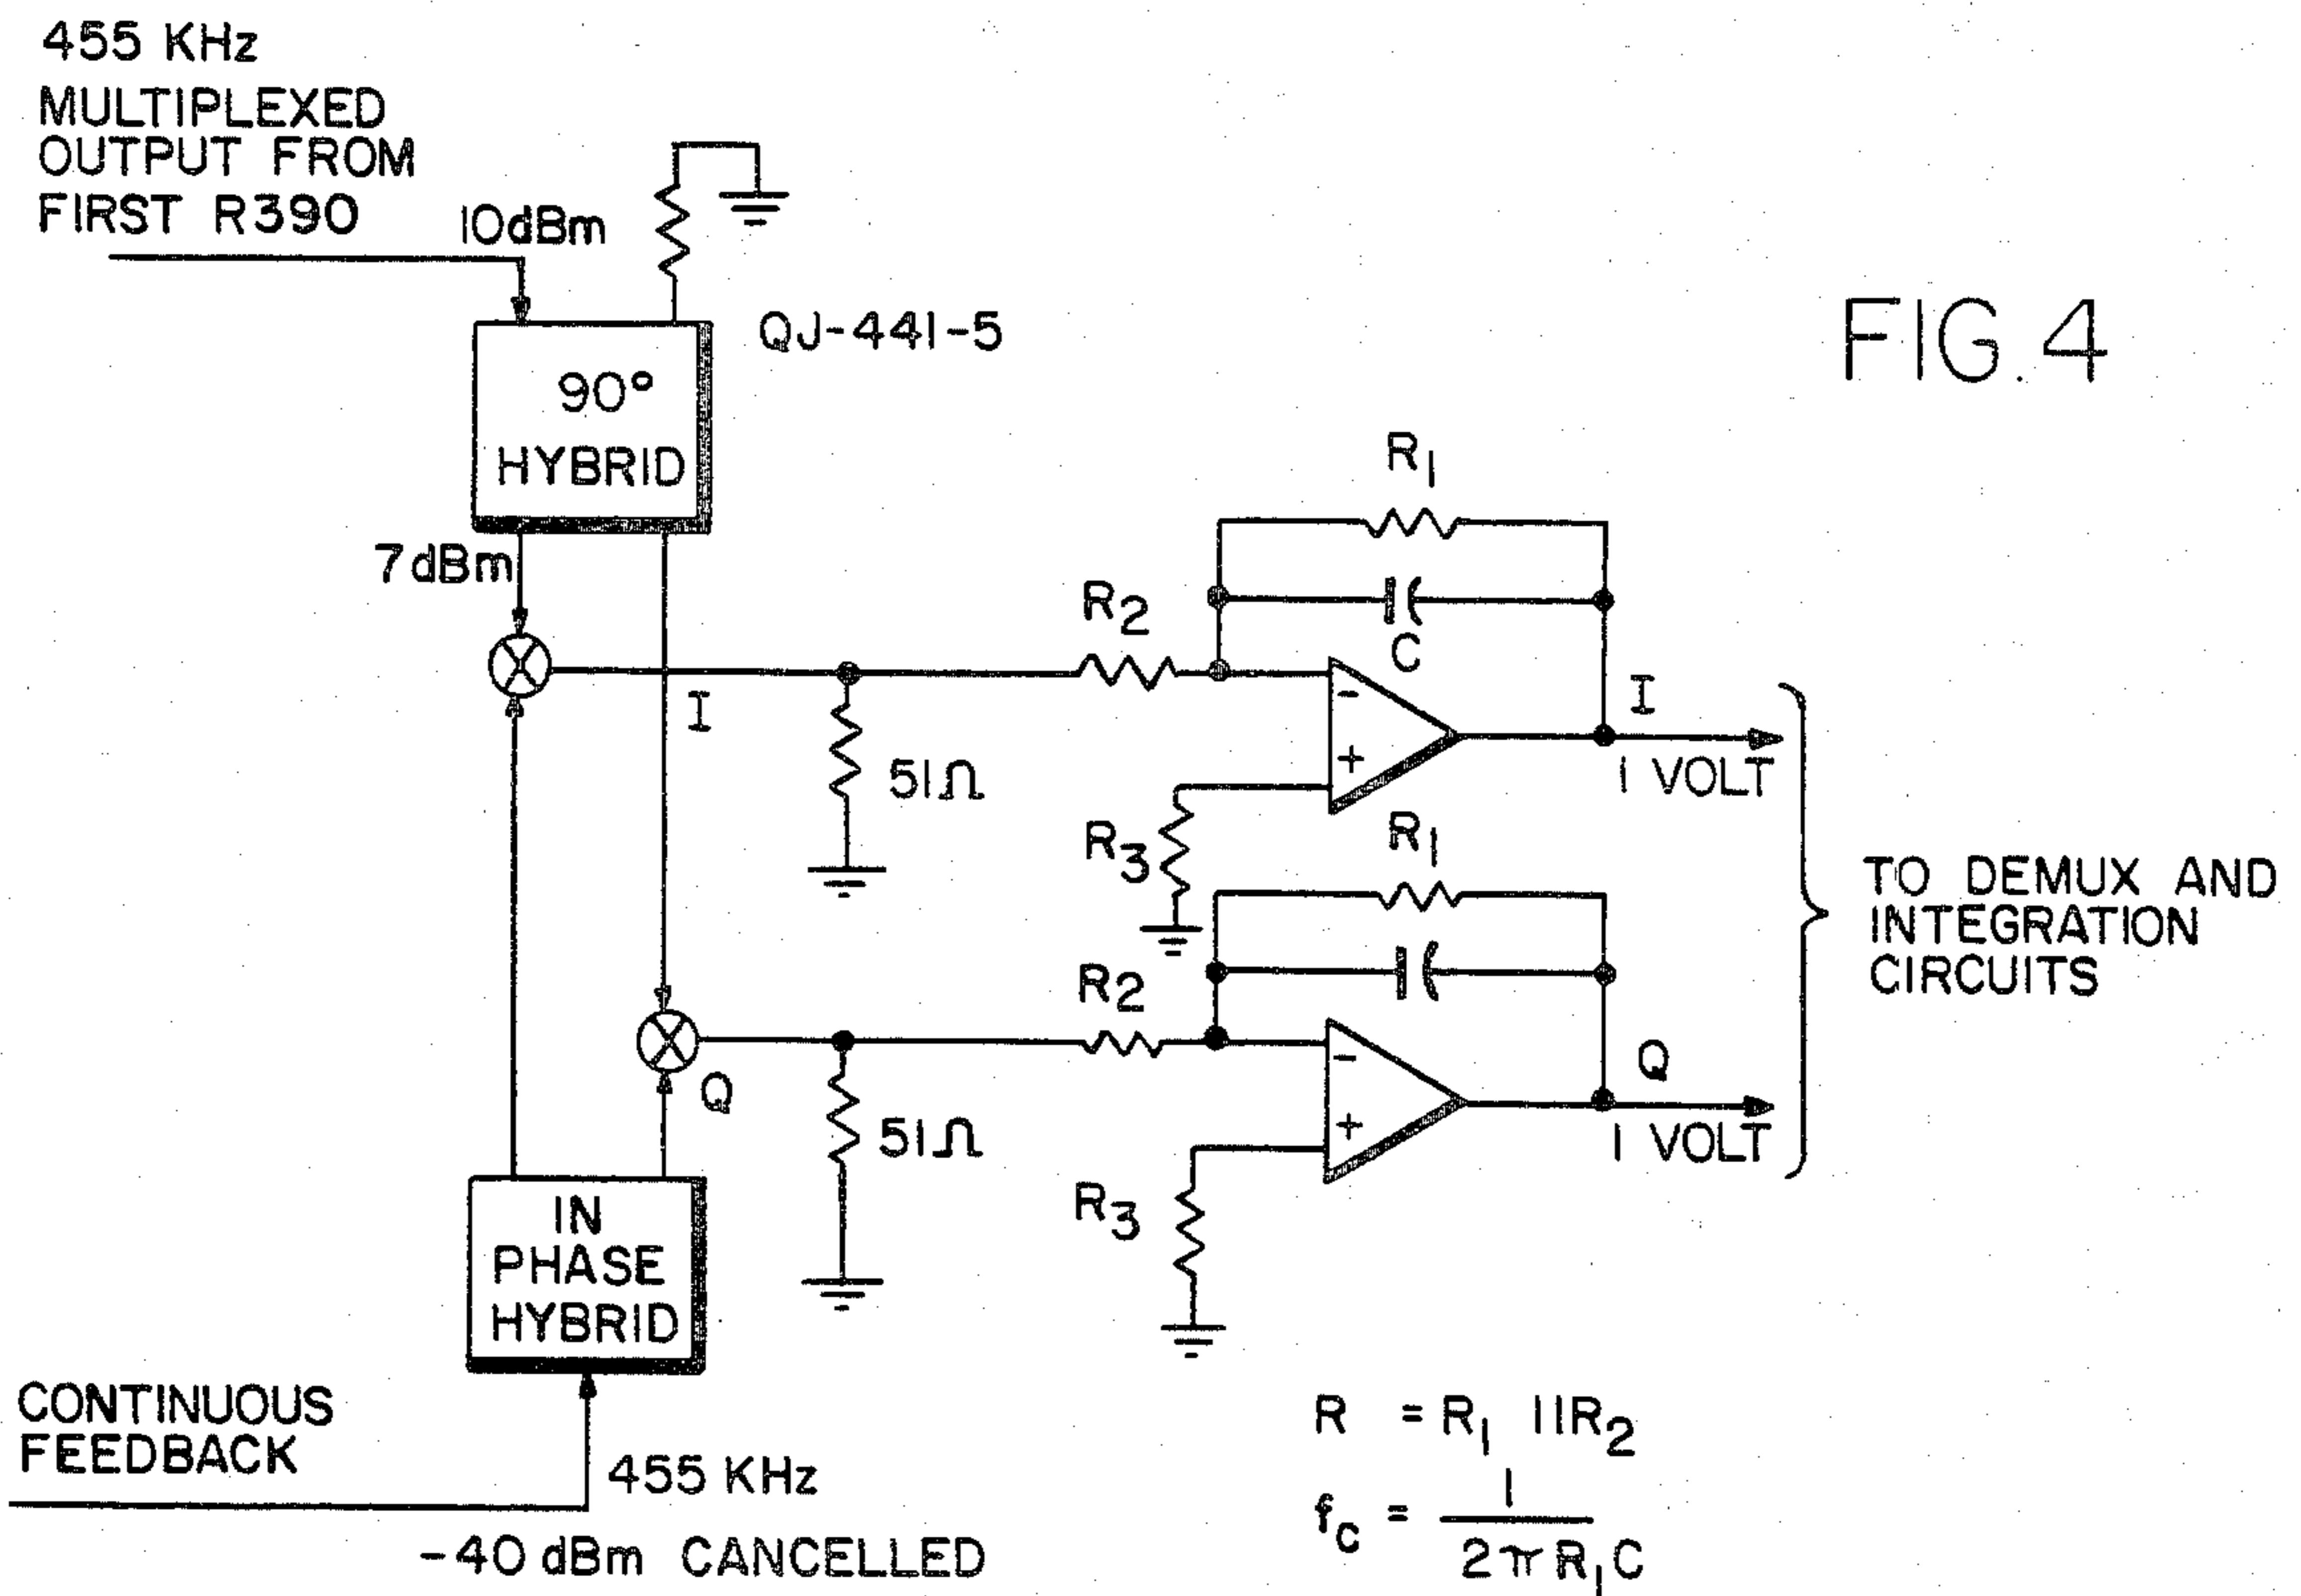 455 KHz
MULTIPLEXED
OUTPUT FROM
FIRST R390
10dBm
QJ-441-5
FIG. 4
90°
HYBRID
7dBm
R1
R2
C
I
-
+
I
1 VOLT
51Ω
R3
R1
TO DEMUX AND
INTEGRATION
CIRCUITS
R2
Q
-
+
Q
1 VOLT
51Ω
R3
IN
PHASE
HYBRID
CONTINUOUS
FEEDBACK
455 KHz
-40 dBm CANCELLED
R = R1 ||R2
fC = 1 / 2πR1C